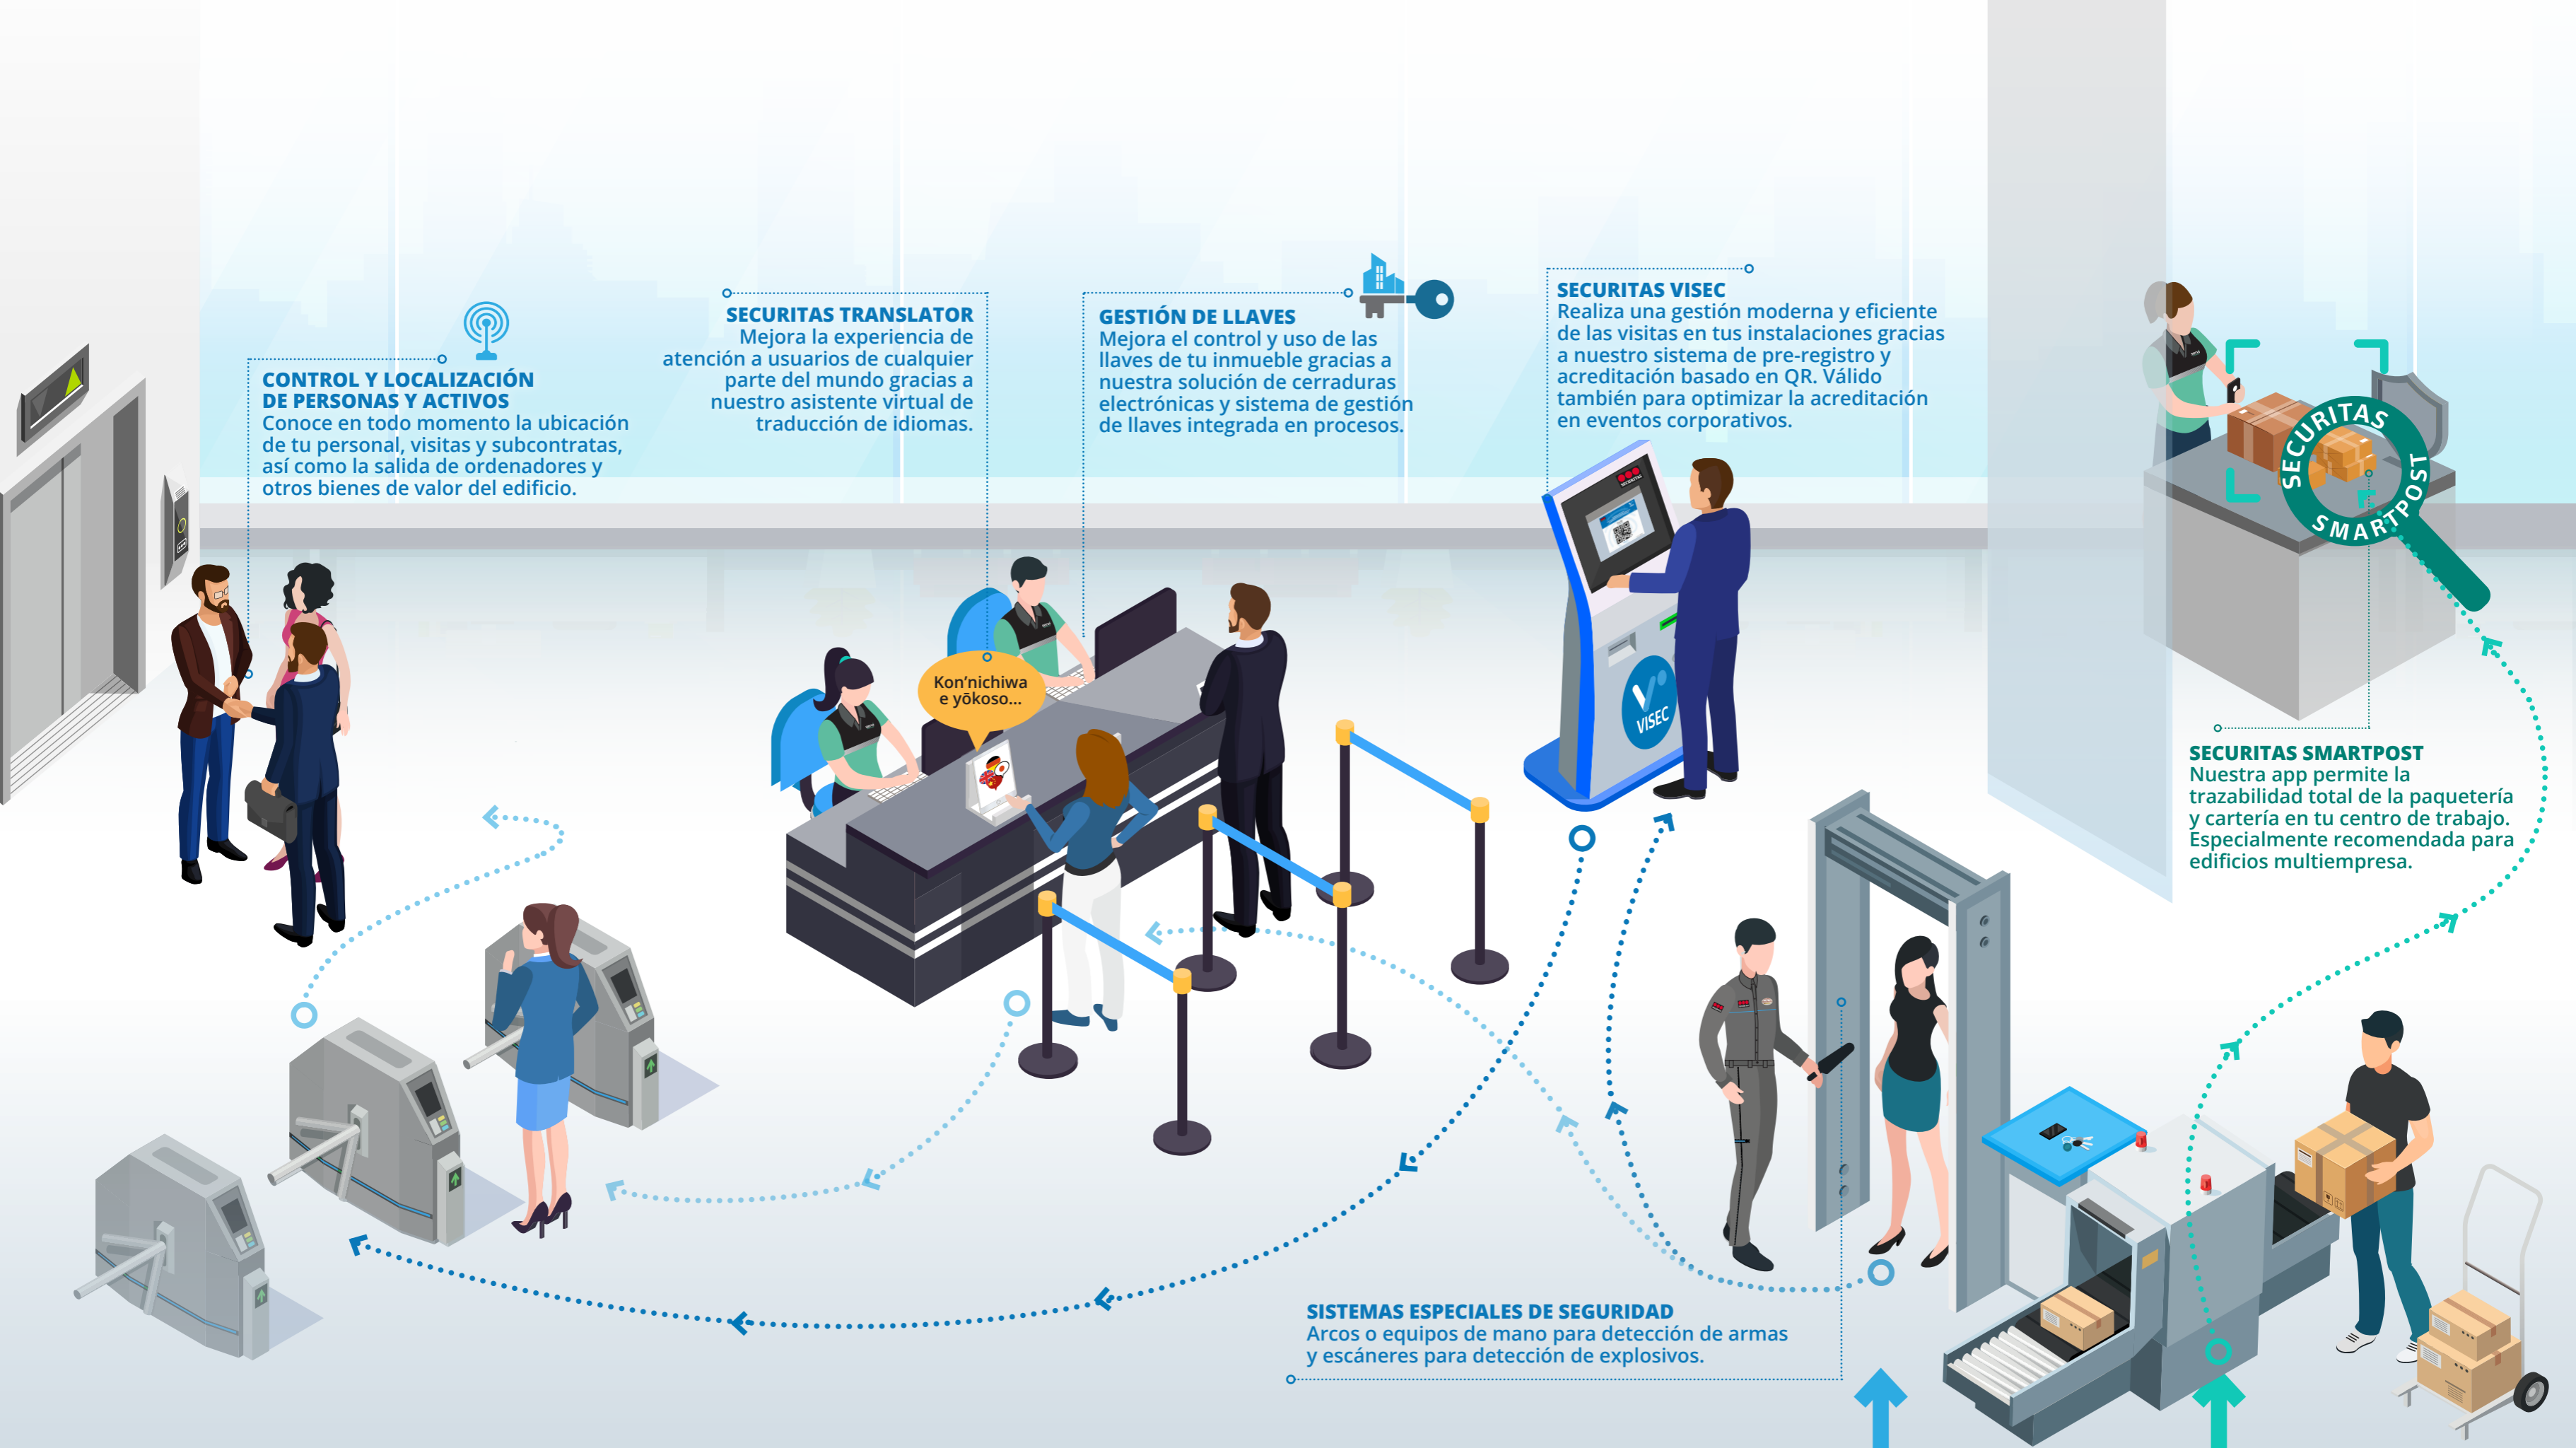 CONTROL Y LOCALIZACIÓN
DE PERSONAS Y ACTIVOS
Conoce en todo momento la ubicación
de tu personal, visitas y subcontratas,
así como la salida de ordenadores y
otros bienes de valor del edificio.
SECURITAS TRANSLATOR
Mejora la experiencia de
atención a usuarios de cualquier
parte del mundo gracias a
nuestro asistente virtual de
traducción de idiomas.
GESTIÓN DE LLAVES
Mejora el control y uso de las
llaves de tu inmueble gracias a
nuestra solución de cerraduras
electrónicas y sistema de gestión
de llaves integrada en procesos.
SECURITAS VISEC
Realiza una gestión moderna y eficiente
de las visitas en tus instalaciones gracias
a nuestro sistema de pre-registro y
acreditación basado en QR. Válido
también para optimizar la acreditación
en eventos corporativos.
SECURITAS
SMARTPOST
SECURITAS
Kon’nichiwa
e yōkoso...
VISEC
SECURITAS SMARTPOST
Nuestra app permite la
trazabilidad total de la paquetería
y cartería en tu centro de trabajo.
Especialmente recomendada para
edificios multiempresa.
SISTEMAS ESPECIALES DE SEGURIDAD
Arcos o equipos de mano para detección de armas
y escáneres para detección de explosivos.